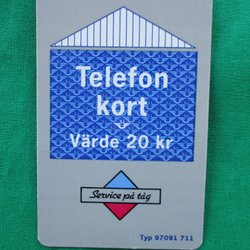 Telefon
kort
Värde 20 kr
Service på tåg
Typ 97091 711